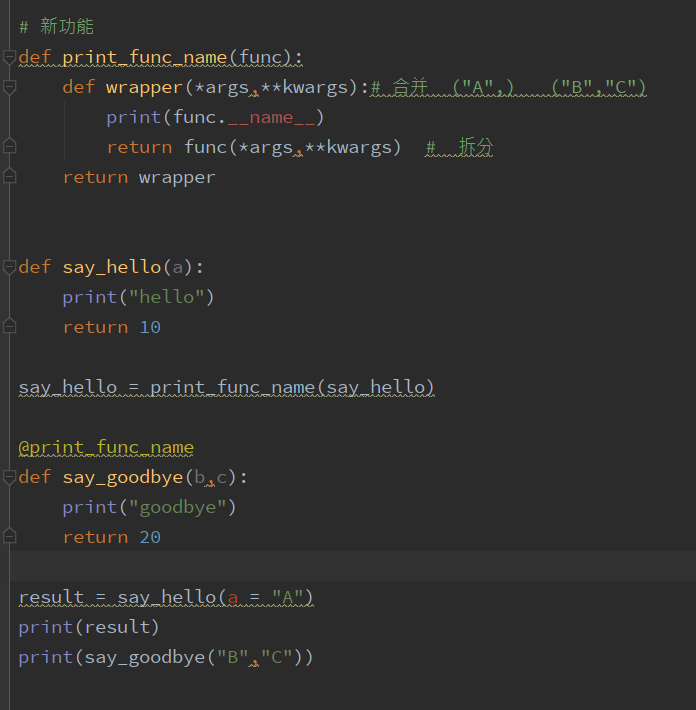 # 新功能
def print_func_name(func):
    def wrapper(*args,**kwargs):# 合并  ("A",)   ("B","C")
        print(func.__name__)
        return func(*args,**kwargs)  #  拆分
    return wrapper
def say_hello(a):
    print("hello")
    return 10
say_hello = print_func_name(say_hello)
@print_func_name
def say_goodbye(b,c):
    print("goodbye")
    return 20
result = say_hello(a = "A")
print(result)
print(say_goodbye("B","C"))